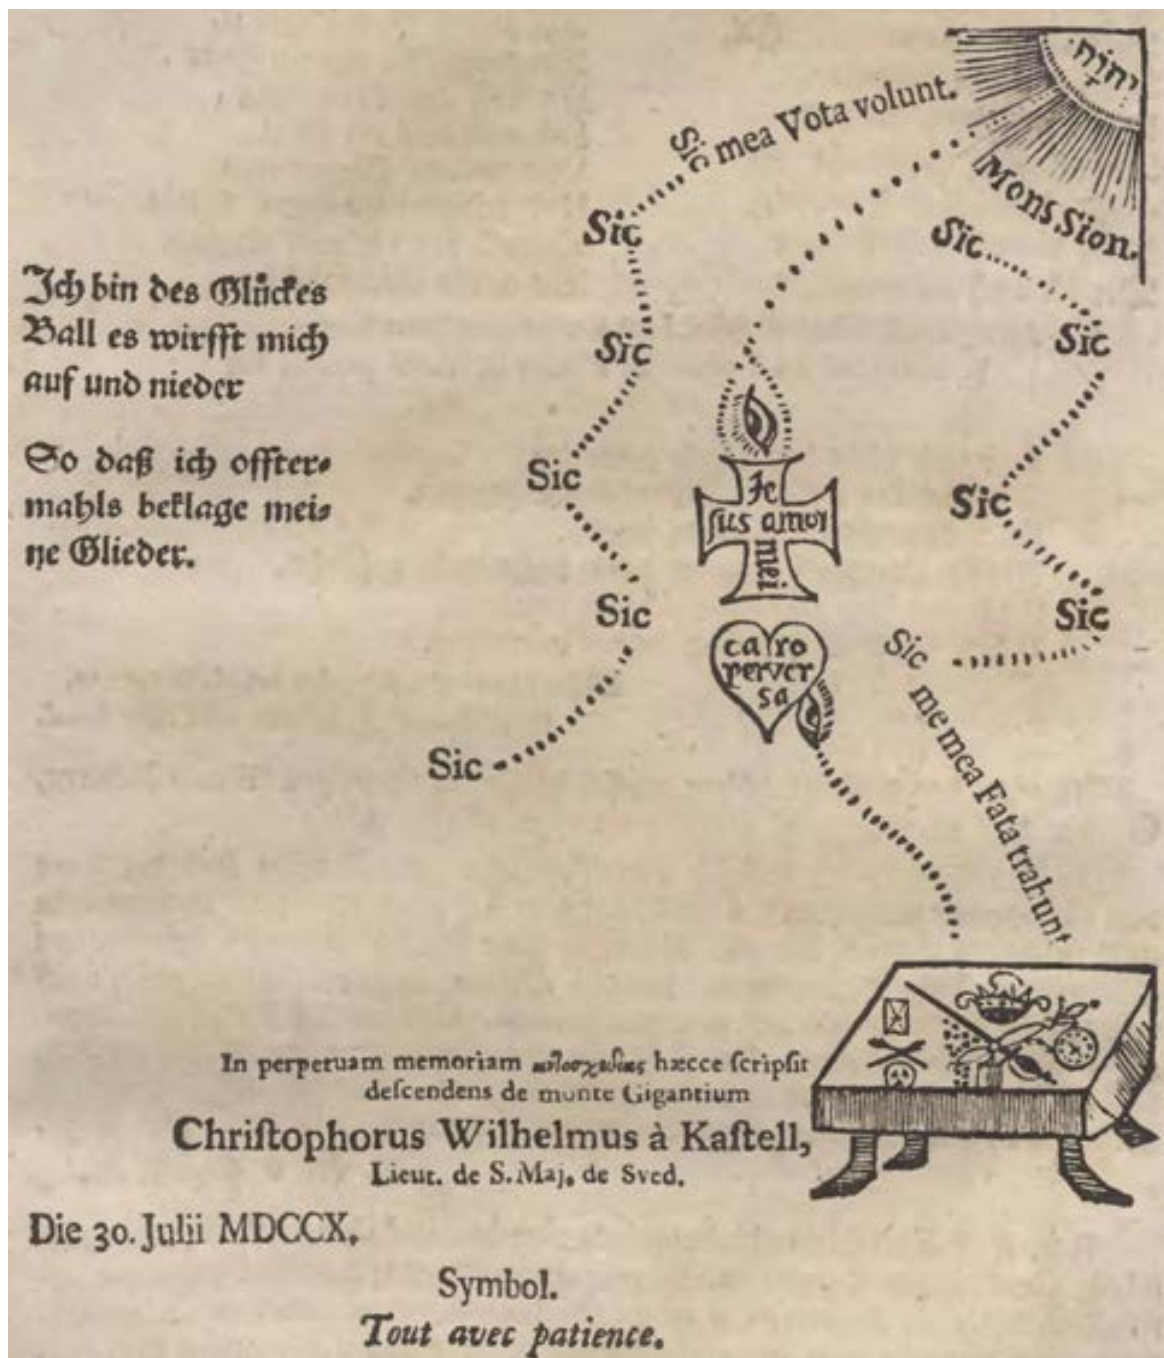 יהוה
Sic mea Vota volunt.
Mons Sion.
Sic
Sic
Sic
Sic
Sic
Sic
Sic
Sic
Sic
Sic me mea Fata trahunt
Ich bin des Glückes
Ball es wirfft mich
auf und nieder
So daß ich offter-
mahls beklage mei-
ne Glieder.
Je
ſus amor
mei
caro
perver
sa
In perpetuam memoriam hæcce ſcripſit
deſcendens de monte Gigantium
Chriſtophorus Wilhelmus à Kaſtell,
Lieut. de S. Maj. de Sved.
Die 30. Julii MDCCX.
Symbol.
Tout avec patience.